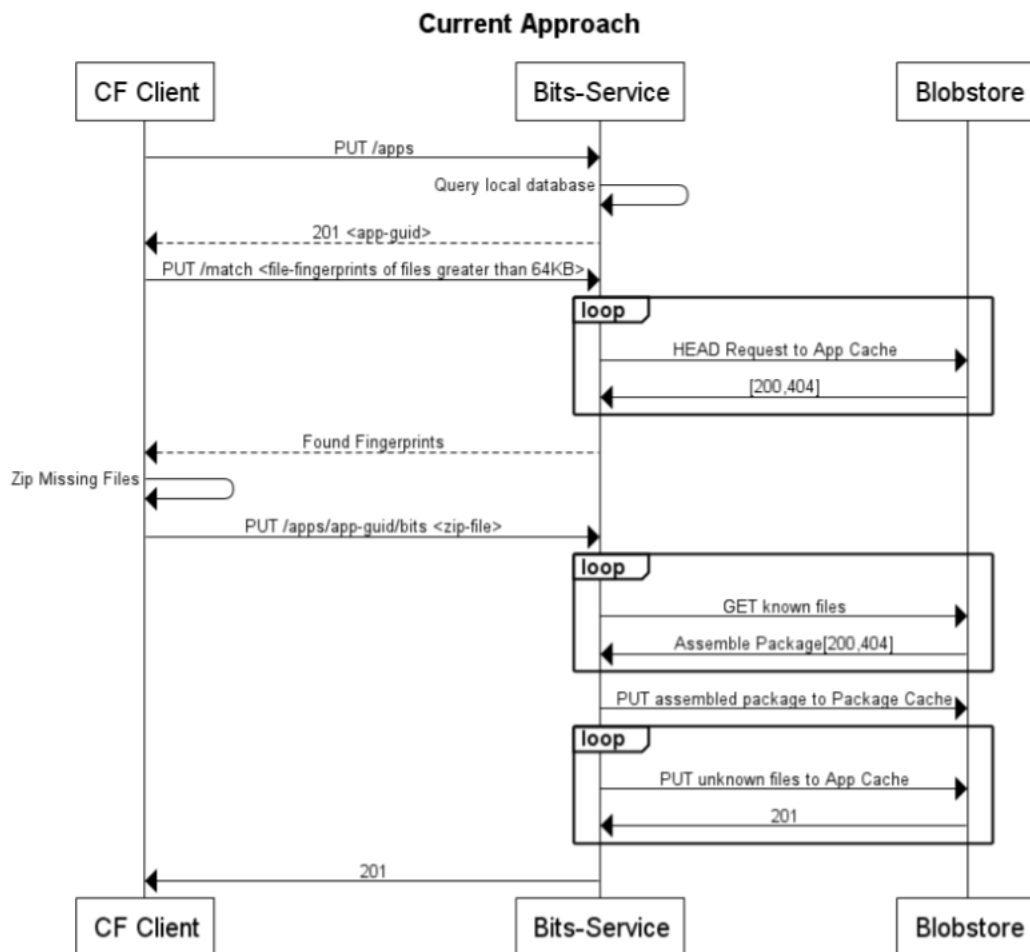 Current Approach
CF Client
Bits-Service
Blobstore
PUT /apps
Query local database
201 <app-guid>
PUT /match <file-fingerprints of files greater than 64KB>
loop
HEAD Request to App Cache
[200,404]
Found Fingerprints
Zip Missing Files
PUT /apps/app-guid/bits <zip-file>
loop
GET known files
Assemble Package[200,404]
PUT assembled package to Package Cache
loop
PUT unknown files to App Cache
201
201
CF Client
Bits-Service
Blobstore